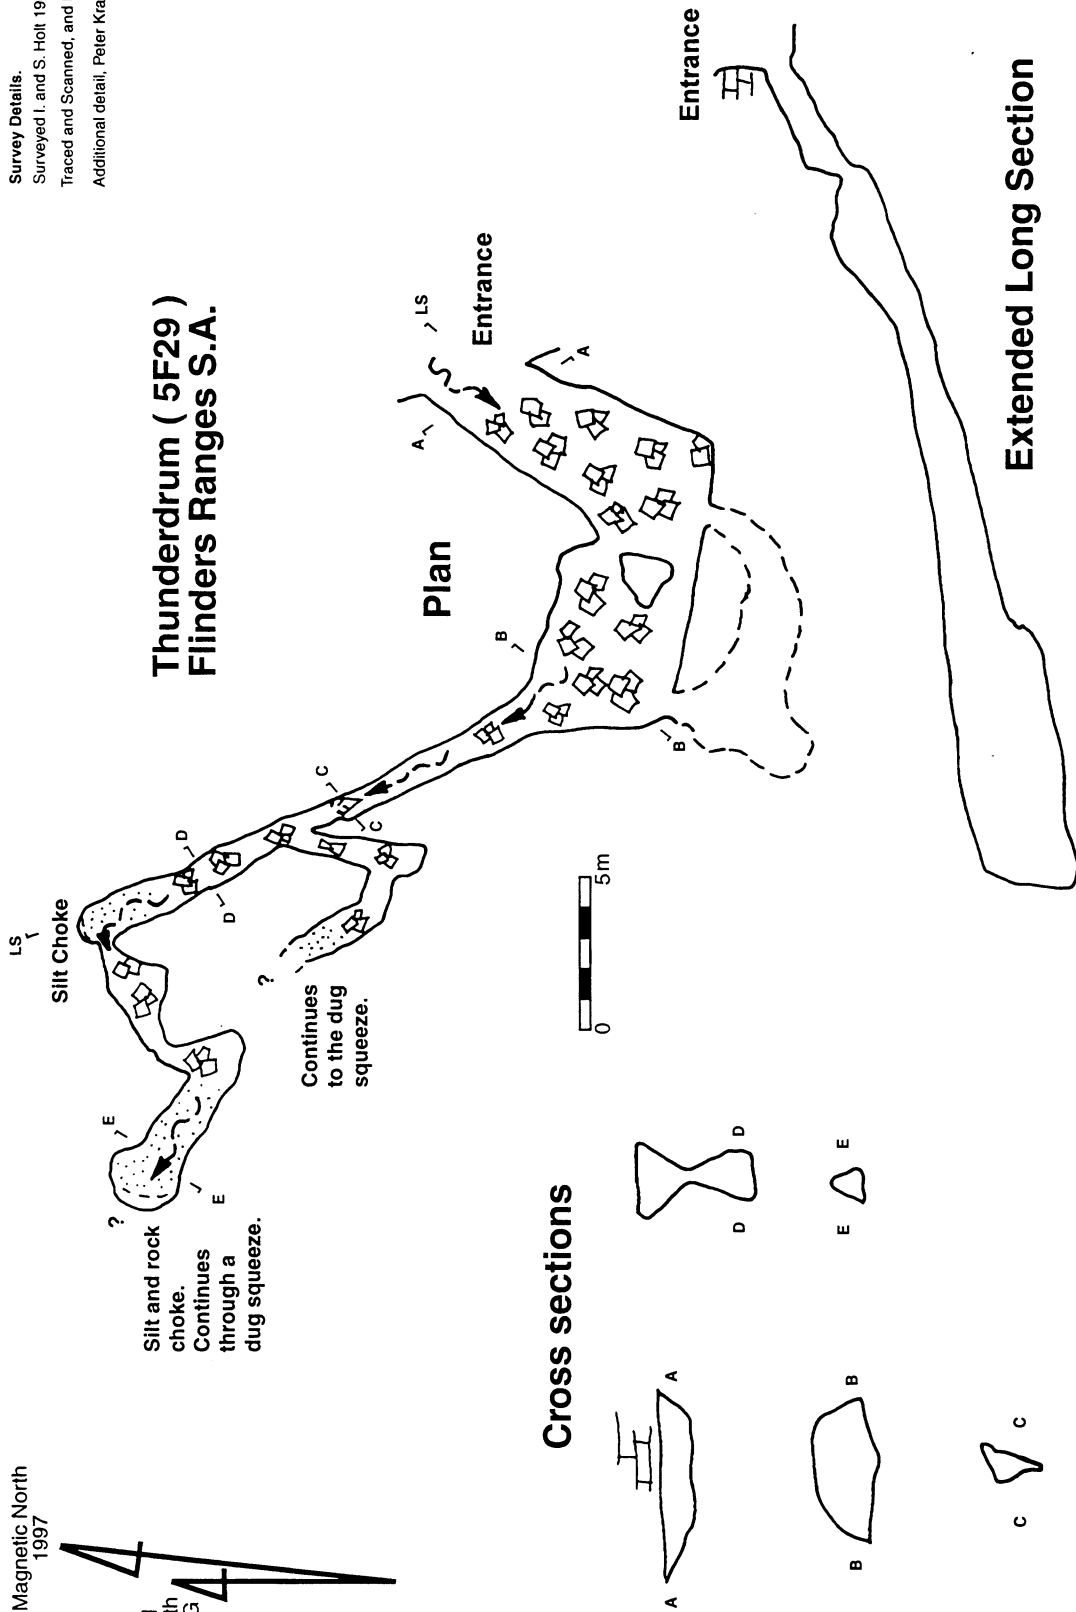 Survey Details.
Surveyed I. and S. Holt 19
Traced and Scanned, and
Additional detail, Peter Kra
Thunderdrum ( 5F29 )
Flinders Ranges S.A.
Plan
Entrance
LS
A
A
B
B
C
C
D
D
LS
Silt Choke
E
E
?
Silt and rock
choke.
Continues
through a
dug squeeze.
?
Continues
to the dug
squeeze.
0
5m
Entrance
Extended Long Section
Cross sections
A
A
B
B
C
C
D
D
E
E
Magnetic North
1997